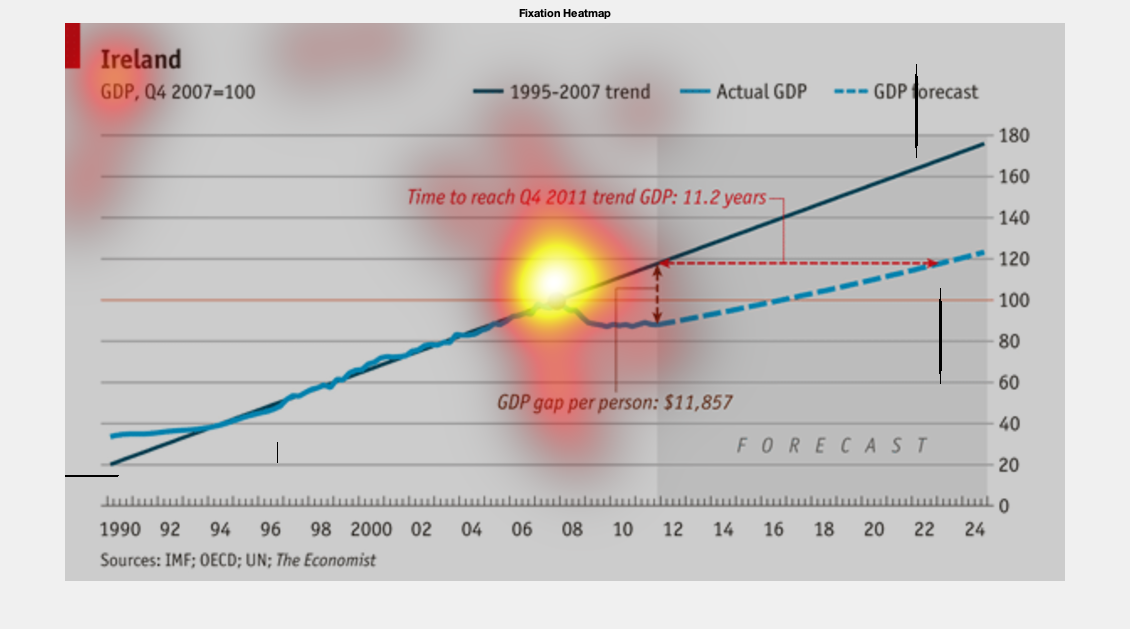 Fixation Heatmap
Ireland
GDP, Q4 2007=100
1995-2007 trend
Actual GDP
GDP forecast
180
160
140
120
100
80
60
40
20
0
Time to reach Q4 2011 trend GDP: 11.2 years
GDP gap per person: $11,857
FORECAST
1990 92 94 96 98 2000 02 04 06 08 10 12 14 16 18 20 22 24
Sources: IMF; OECD; UN; The Economist